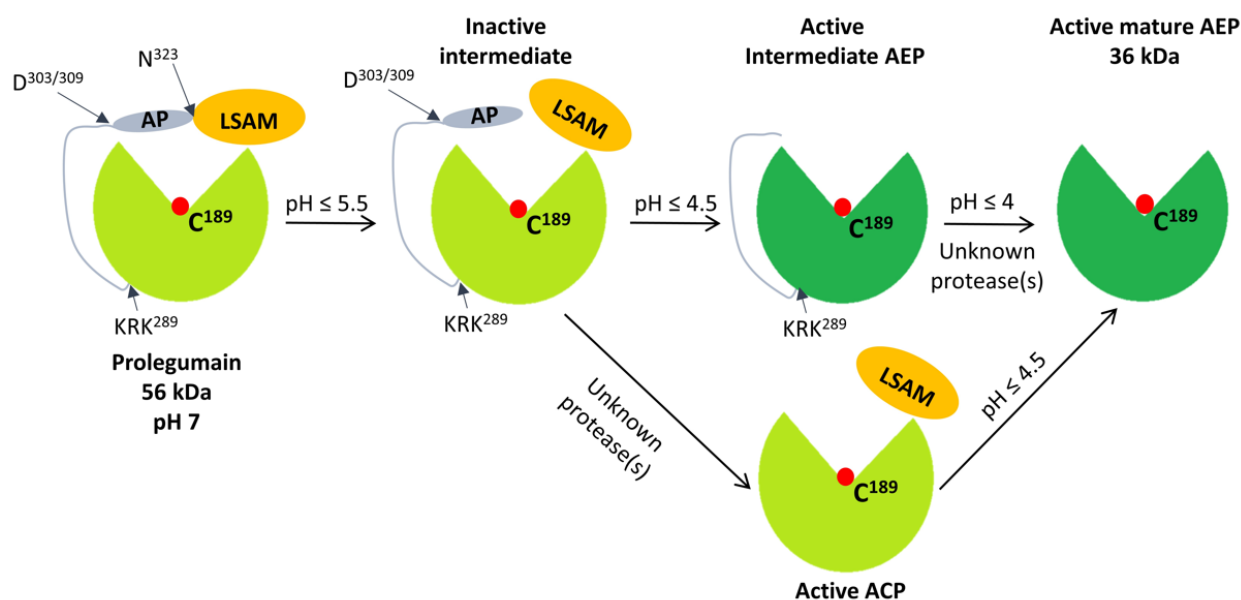 Inactive
intermediate
Active
Intermediate AEP
Active mature AEP
36 kDa
N³²³
D³⁰³/³⁰⁹
AP
LSAM
C¹⁸⁹
KRK²⁸⁹
Prolegumain
56 kDa
pH 7
pH ≤ 5.5
D³⁰³/³⁰⁹
AP
LSAM
C¹⁸⁹
KRK²⁸⁹
pH ≤ 4.5
C¹⁸⁹
KRK²⁸⁹
pH ≤ 4
Unknown
protease(s)
C¹⁸⁹
Unknown
protease(s)
LSAM
C¹⁸⁹
Active ACP
pH ≤ 4.5